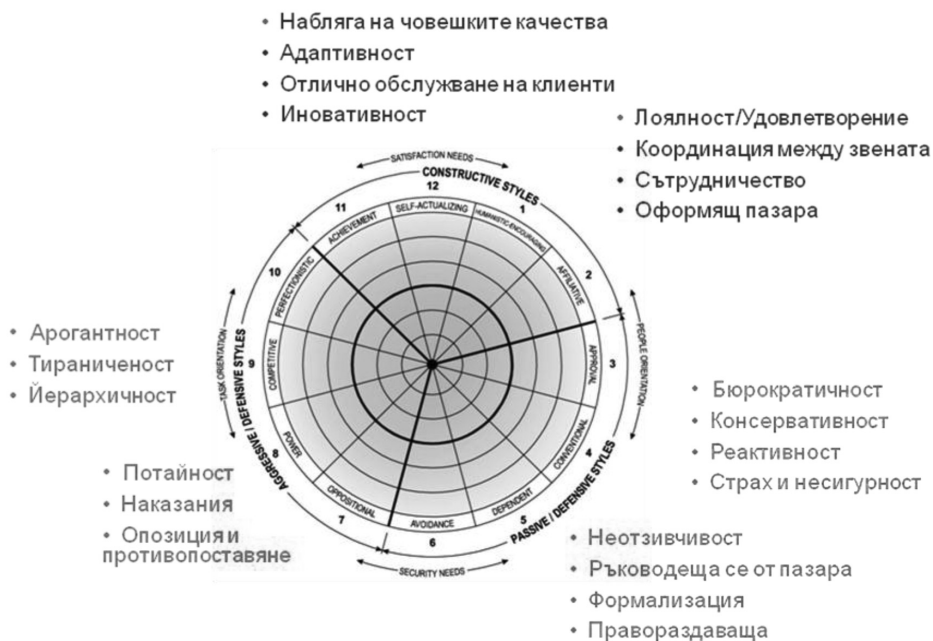 • Набляга на човешките качества
• Адаптивност
• Отлично обслужване на клиенти
• Иновативност
• Лоялност/Удовлетворение
• Координация между звената
• Сътрудничество
• Оформящ пазара
SATISFACTION NEEDS
CONSTRUCTIVE STYLES
12
11
1
SELF-ACTUALIZING
ACHIEVEMENT
HUMANISTIC-ENCOURAGING
10
2
PERFECTIONISTIC
AFFILIATIVE
• Арогантност
• Тираниченост
• Йерархичност
TASK ORIENTATION
AGGRESSIVE / DEFENSIVE STYLES
9
COMPETITIVE
APPROVAL
3
PEOPLE ORIENTATION
• Бюрократичност
• Консервативност
• Реактивност
• Страх и несигурност
8
POWER
CONVENTIONAL
4
• Потайност
• Наказания
• Опозиция и
противопоставяне
OPPOSITIONAL
7
AVOIDANCE
6
DEPENDENT
5
PASSIVE / DEFENSIVE STYLES
SECURITY NEEDS
• Неотзивчивост
• Ръководеща се от пазара
• Формализация
• Правораздаваща